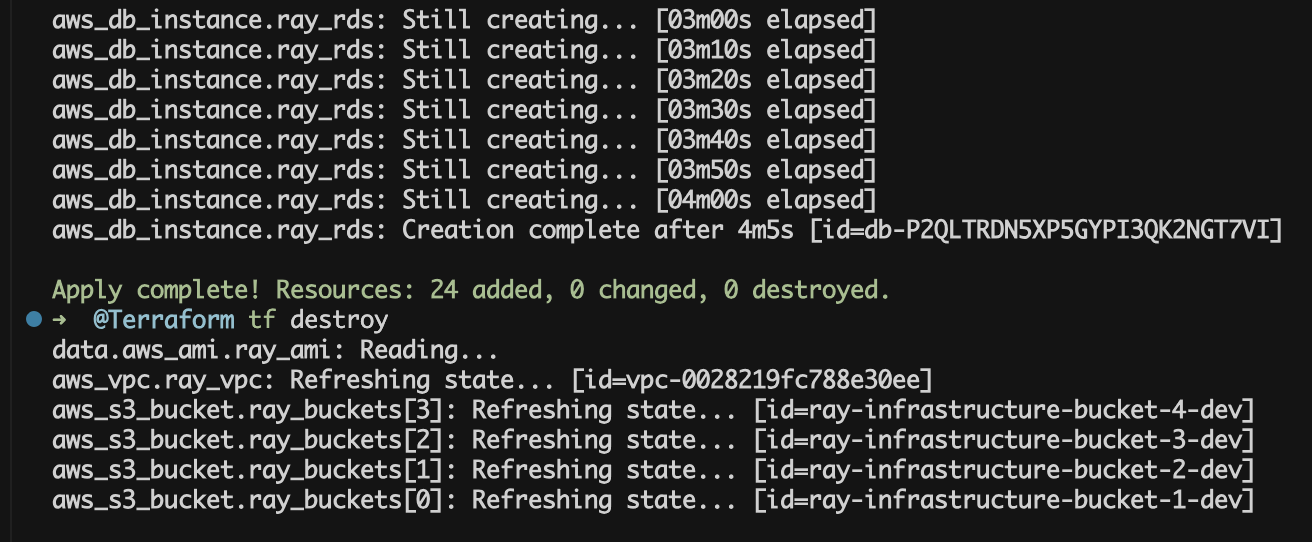 aws_db_instance.ray_rds: Still creating... [03m00s elapsed]
aws_db_instance.ray_rds: Still creating... [03m10s elapsed]
aws_db_instance.ray_rds: Still creating... [03m20s elapsed]
aws_db_instance.ray_rds: Still creating... [03m30s elapsed]
aws_db_instance.ray_rds: Still creating... [03m40s elapsed]
aws_db_instance.ray_rds: Still creating... [03m50s elapsed]
aws_db_instance.ray_rds: Still creating... [04m00s elapsed]
aws_db_instance.ray_rds: Creation complete after 4m5s [id=db-P2QLTRDN5XP5GYPI3QK2NGT7VI]
Apply complete! Resources: 24 added, 0 changed, 0 destroyed.
➜ @Terraform tf destroy
data.aws_ami.ray_ami: Reading...
aws_vpc.ray_vpc: Refreshing state... [id=vpc-0028219fc788e30ee]
aws_s3_bucket.ray_buckets[3]: Refreshing state... [id=ray-infrastructure-bucket-4-dev]
aws_s3_bucket.ray_buckets[2]: Refreshing state... [id=ray-infrastructure-bucket-3-dev]
aws_s3_bucket.ray_buckets[1]: Refreshing state... [id=ray-infrastructure-bucket-2-dev]
aws_s3_bucket.ray_buckets[0]: Refreshing state... [id=ray-infrastructure-bucket-1-dev]